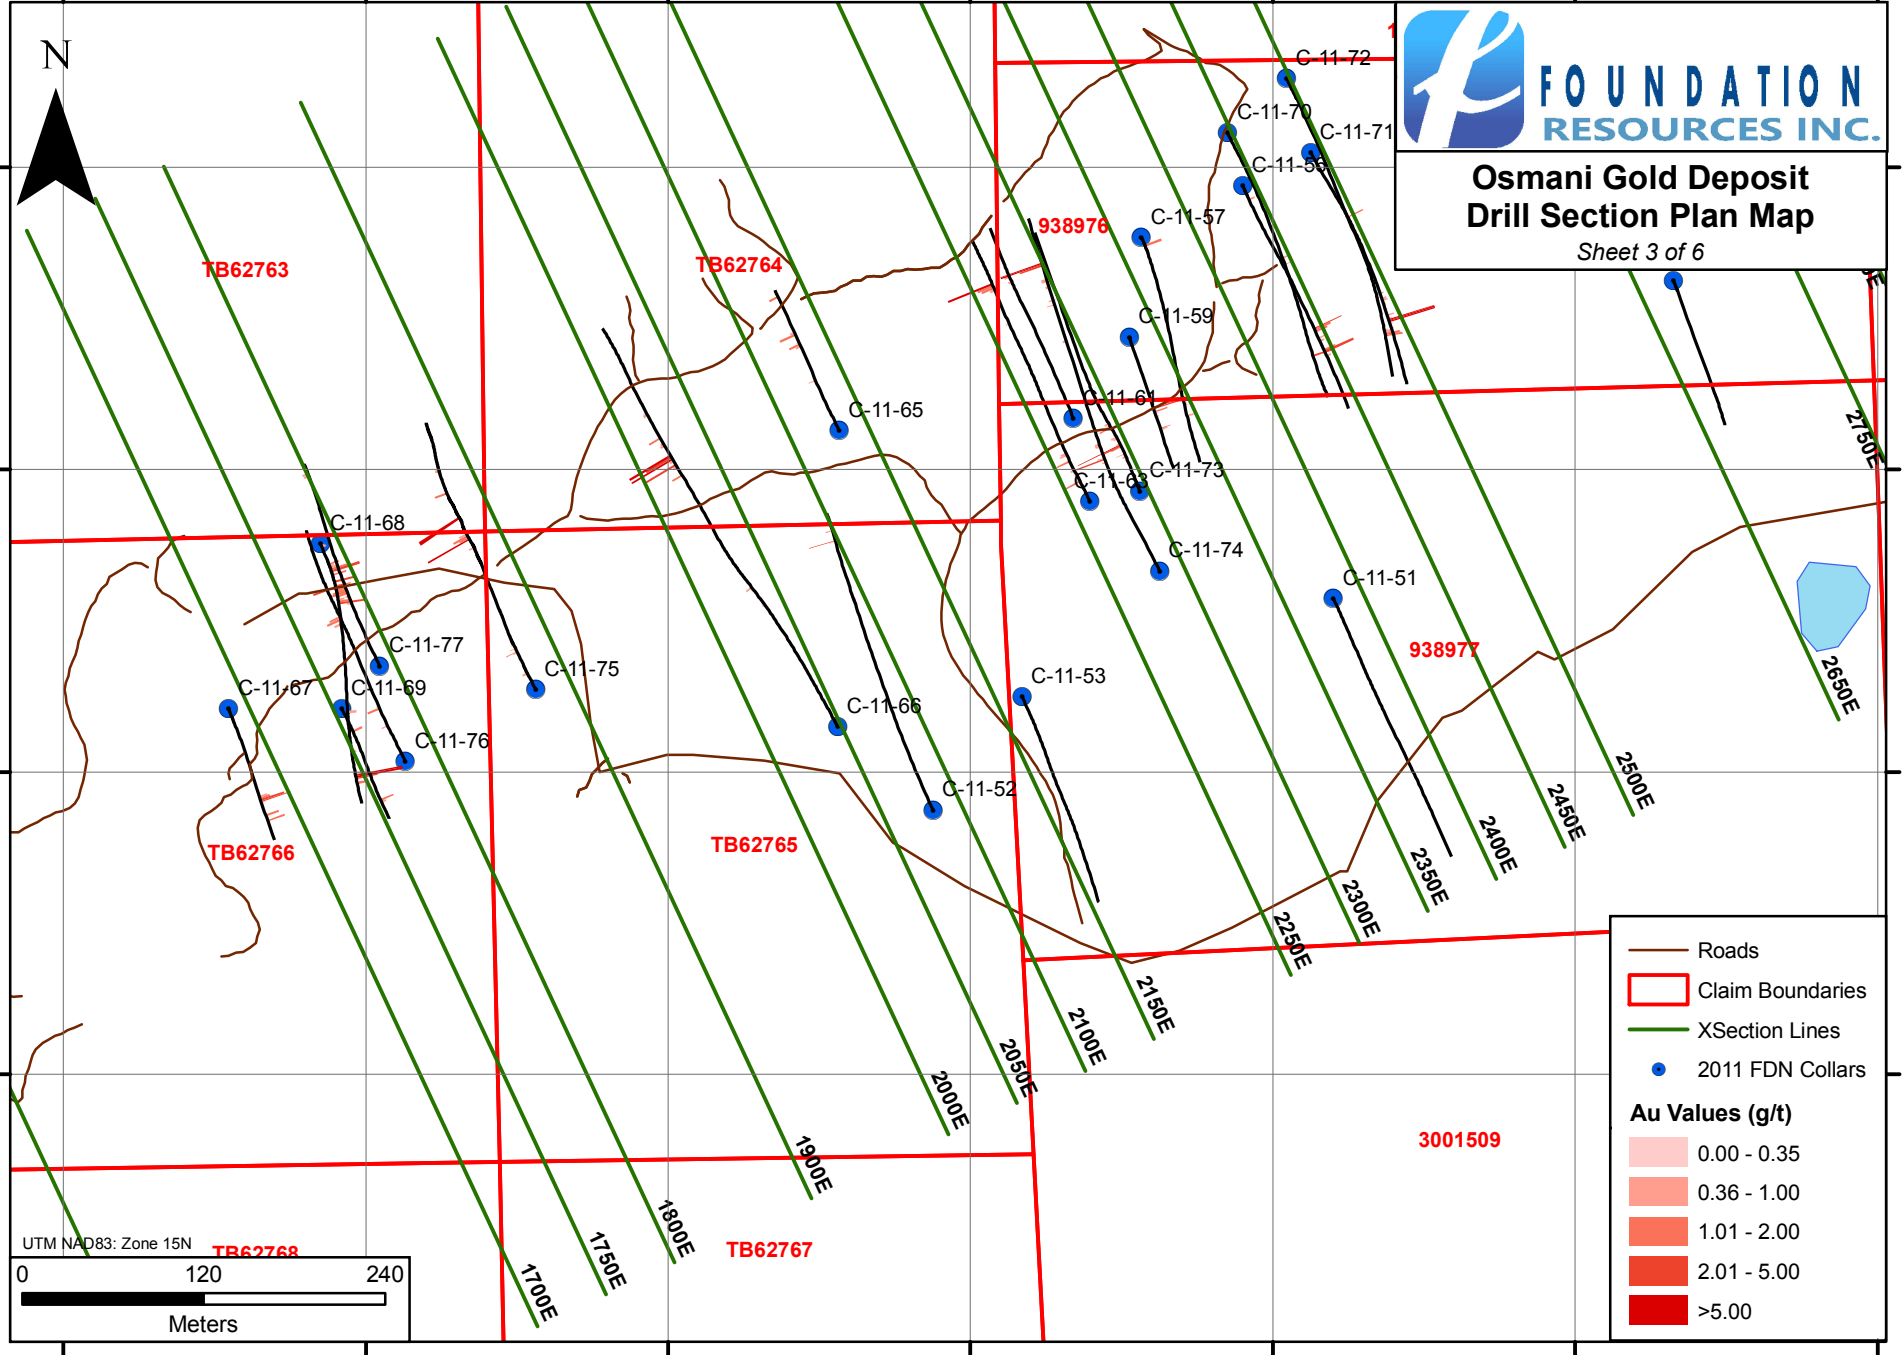 N
FOUNDATION
RESOURCES INC.
Osmani Gold Deposit
Drill Section Plan Map
Sheet 3 of 6
C-11-72
C-11-70
C-11-71
C-11-56
C-11-57
938976
TB62763
TB62764
C-11-59
C-11-61
C-11-65
C-11-73
C-11-63
C-11-68
C-11-74
C-11-51
938977
C-11-77
C-11-75
C-11-53
C-11-67
C-11-69
C-11-66
C-11-76
C-11-52
TB62766
TB62765
2750E
2650E
2500E
2450E
2400E
2350E
2300E
2250E
2150E
2100E
2050E
2000E
1900E
1800E
1750E
1700E
3001509
TB62768
TB62767
UTM NAD83: Zone 15N
0 120 240
Meters
Roads
Claim Boundaries
XSection Lines
2011 FDN Collars
Au Values (g/t)
0.00 - 0.35
0.36 - 1.00
1.01 - 2.00
2.01 - 5.00
>5.00